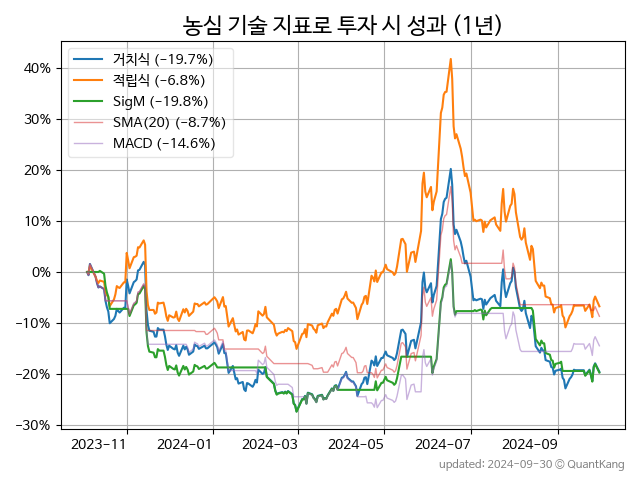 농심 기술 지표로 투자 시 성과 (1년)
거치식 (−19.7%)
적립식 (−6.8%)
SigM (−19.8%)
SMA(20) (−8.7%)
MACD (−14.6%)
40%
30%
20%
10%
0%
−10%
−20%
−30%
2023-11 2024-01 2024-03 2024-05 2024-07 2024-09
updated: 2024-09-30 © QuantKang